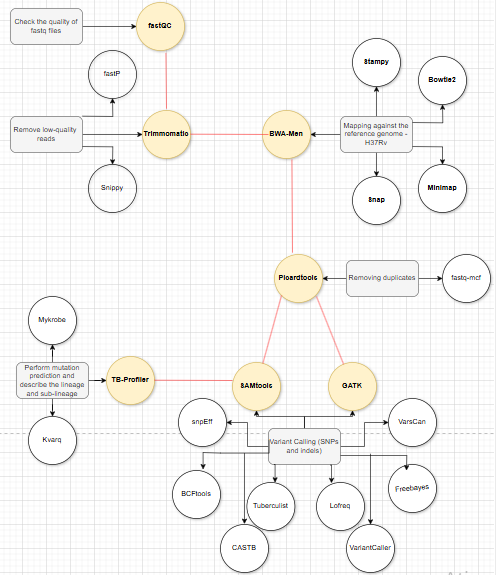 Check the quality of
fastq files
fastQC
fastP
Stampy
Bowtie2
Remove low-quality
reads
Trimmomatic
BWA-Men
Mapping against the
reference genome -
H37Rv
Snippy
Snap
Minimap
Picardtools
Removing duplicates
fastq-mcf
Mykrobe
Perform mutation
prediction and
describe the lineage
and sub-lineage
TB-Profiler
SAMtools
GATK
Kvarq
snpEff
Variant Calling (SNPs
and indels)
VarsCan
BCFtools
Tuberculist
Lofreq
Freebayes
CASTB
VariantCaller